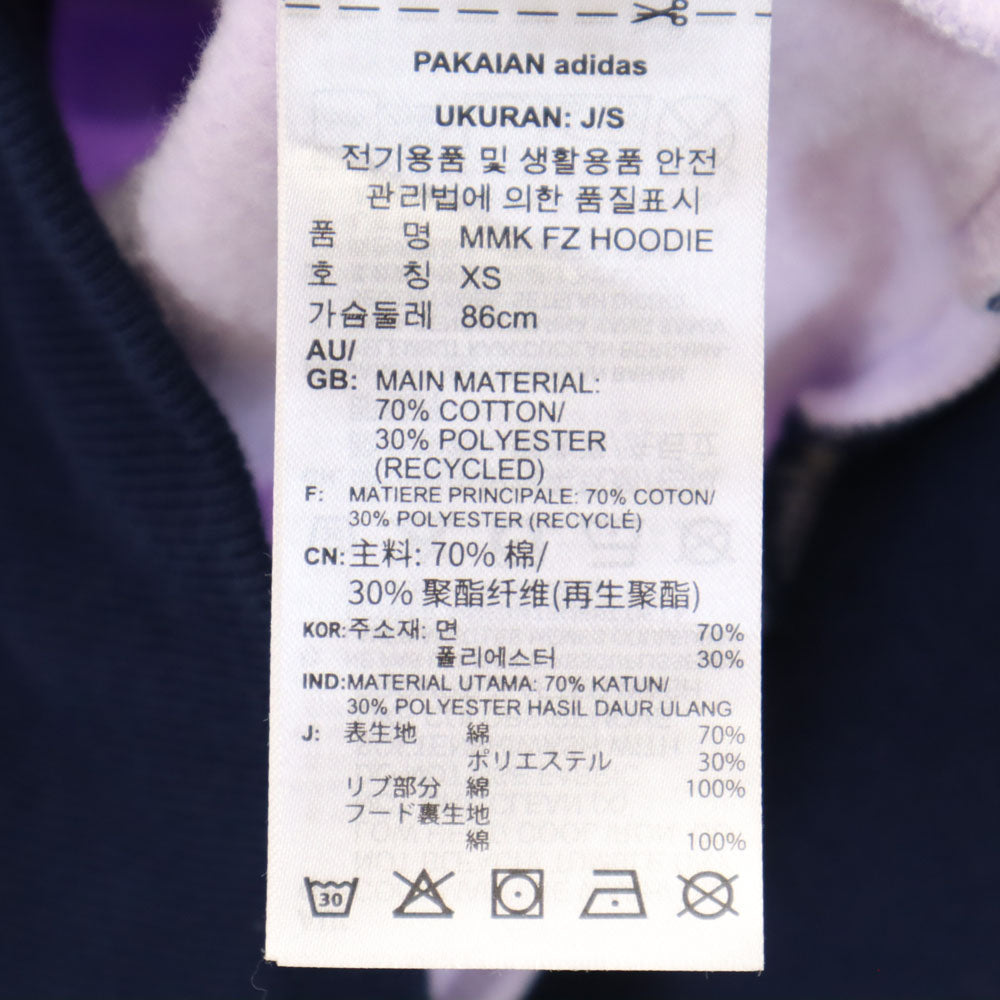 PAKAIAN adidas
UKURAN: J/S
전기용품 및 생활용품 안전
관리법에 의한 품질표시
품 명 MMK FZ HOODIE
호 칭 XS
가슴둘레 86cm
AU/
GB: MAIN MATERIAL:
70% COTTON/
30% POLYESTER
(RECYCLED)
F: MATIERE PRINCIPALE: 70% COTON/
30% POLYESTER (RECYCLÉ)
CN: 主料: 70% 棉/
30% 聚酯纤维(再生聚酯)
KOR: 주소재: 면 70%
폴리에스터 30%
IND: MATERIAL UTAMA: 70% KATUN/
30% POLYESTER HASIL DAUR ULANG
J: 表生地 綿 70%
ポリエステル 30%
リブ部分 綿 100%
フード裏生地
綿 100%
30